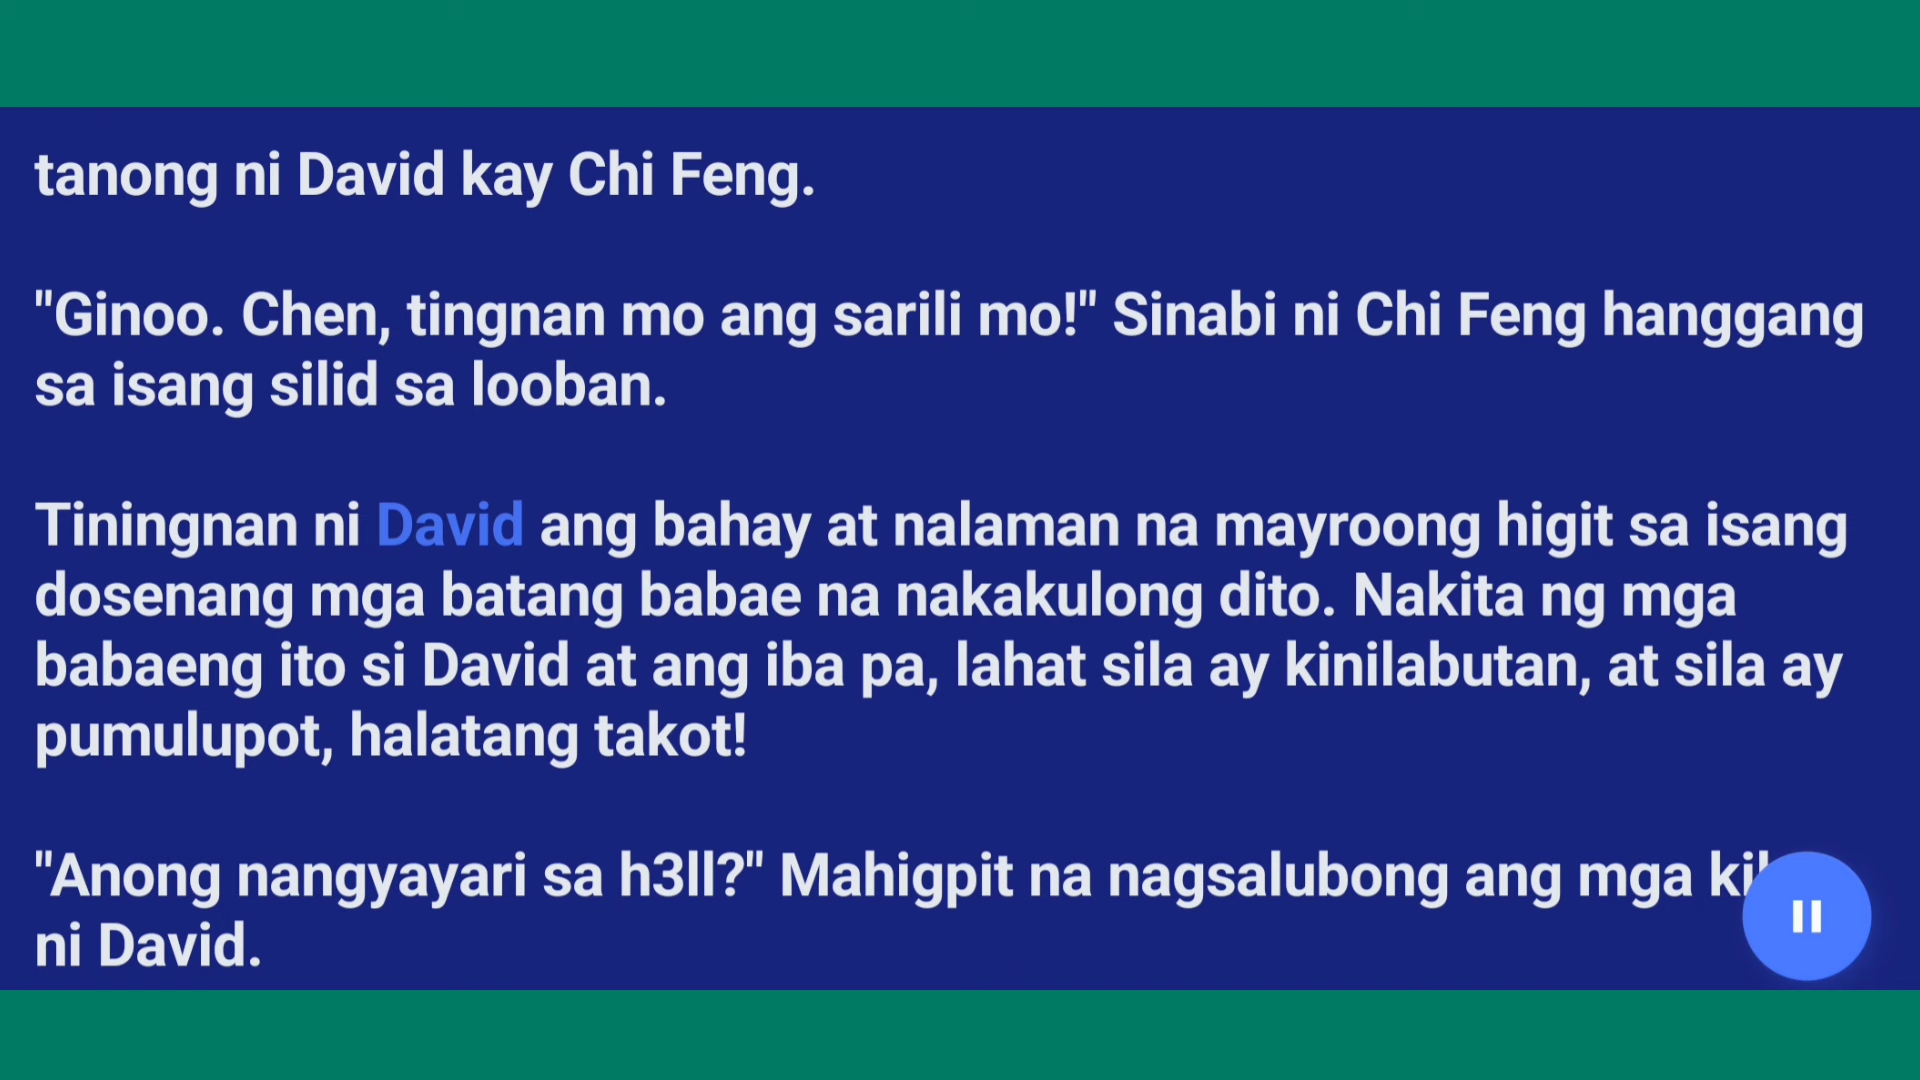 tanong ni David kay Chi Feng.
"Ginoo. Chen, tingnan mo ang sarili mo!" Sinabi ni Chi Feng hanggang
sa isang silid sa looban.
Tiningnan ni David ang bahay at nalaman na mayroong higit sa isang
dosenang mga batang babae na nakakulong dito. Nakita ng mga
babaeng ito si David at ang iba pa, lahat sila ay kinilabutan, at sila ay
pumulupot, halatang takot!
"Anong nangyayari sa h3ll?" Mahigpit na nagsalubong ang mga
ni David.